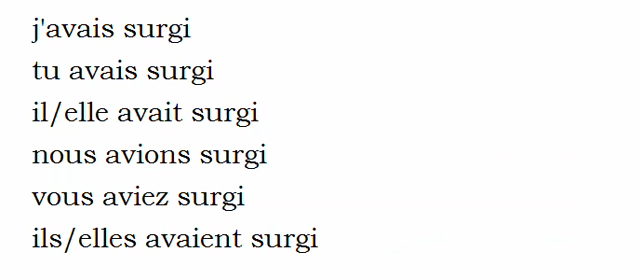 j'avais surgi
tu avais surgi
il/elle avait surgi
nous avions surgi
vous aviez surgi
ils/elles avaient surgi